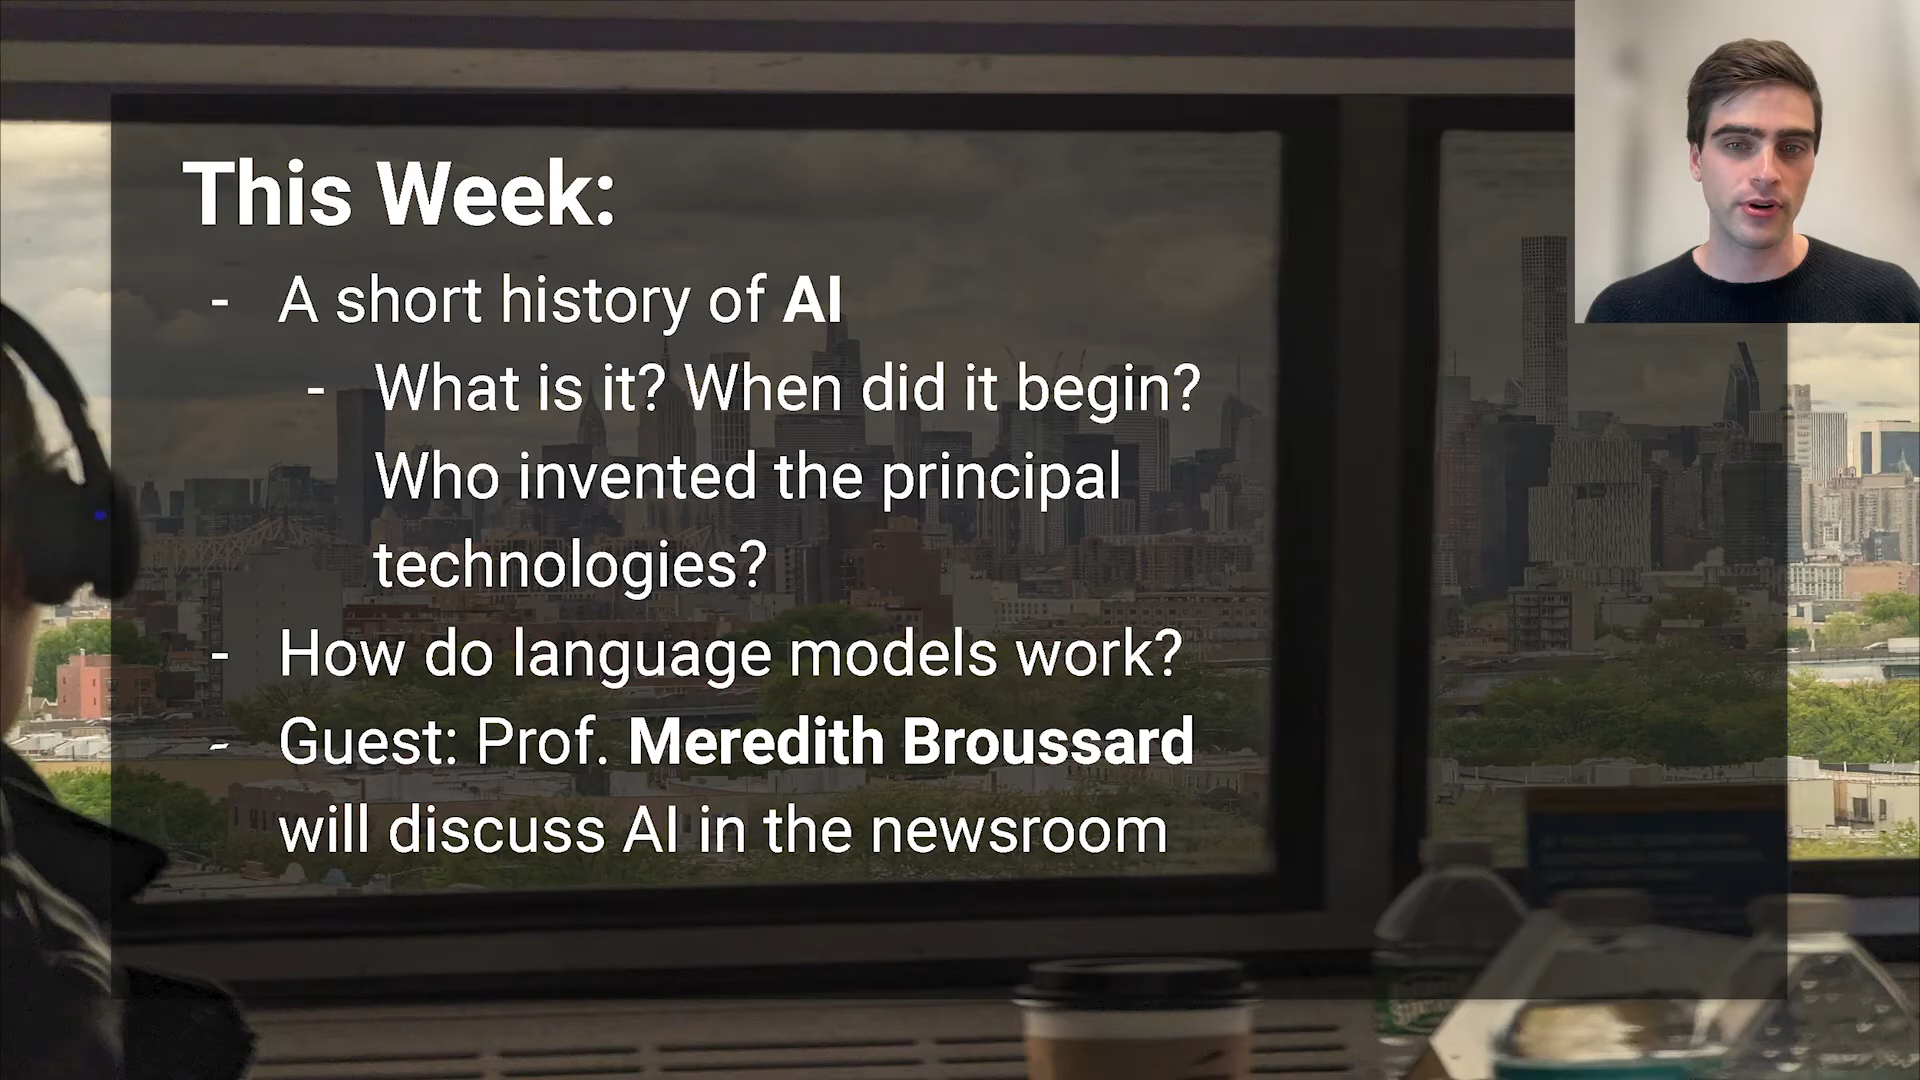 This Week:
- A short history of AI
- What is it? When did it begin?
Who invented the principal
technologies?
- How do language models work?
- Guest: Prof. Meredith Broussard
will discuss AI in the newsroom